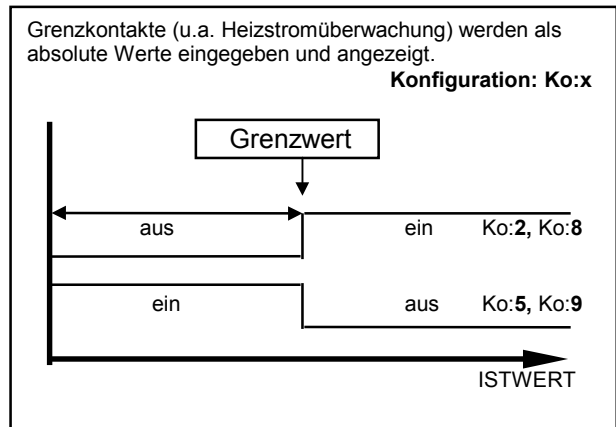 Grenzkontakte (u.a. Heizstromüberwachung) werden als
absolute Werte eingegeben und angezeigt.
Konfiguration: Ko:x
Grenzwert
aus ein Ko:2, Ko:8
ein aus Ko:5, Ko:9
ISTWERT